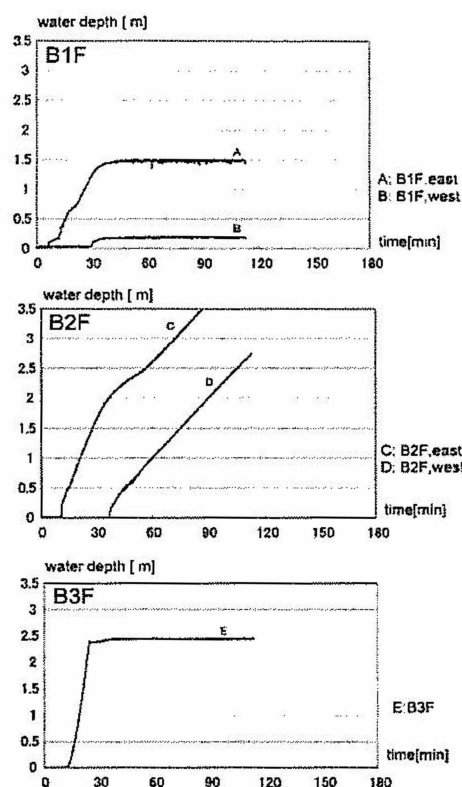 water depth [ m]
3.5
B1F
3
2.5
2
1.5
A
1
A; B1F,east
B: B1F,west
0.5
B
time[min]
0
0 30 60 90 120 150 180
water depth [ m]
3.5
B2F
C
3
2.5
D
2
1.5
C; B2F,east
D; B2F,west
1
0.5
time[min]
0
0 30 60 90 120 150 180
water depth [ m]
3.5
B3F
3
2.5
E
2
1.5
E:B3F
1
0.5
time[min]
0
0 30 60 90 120 150 180